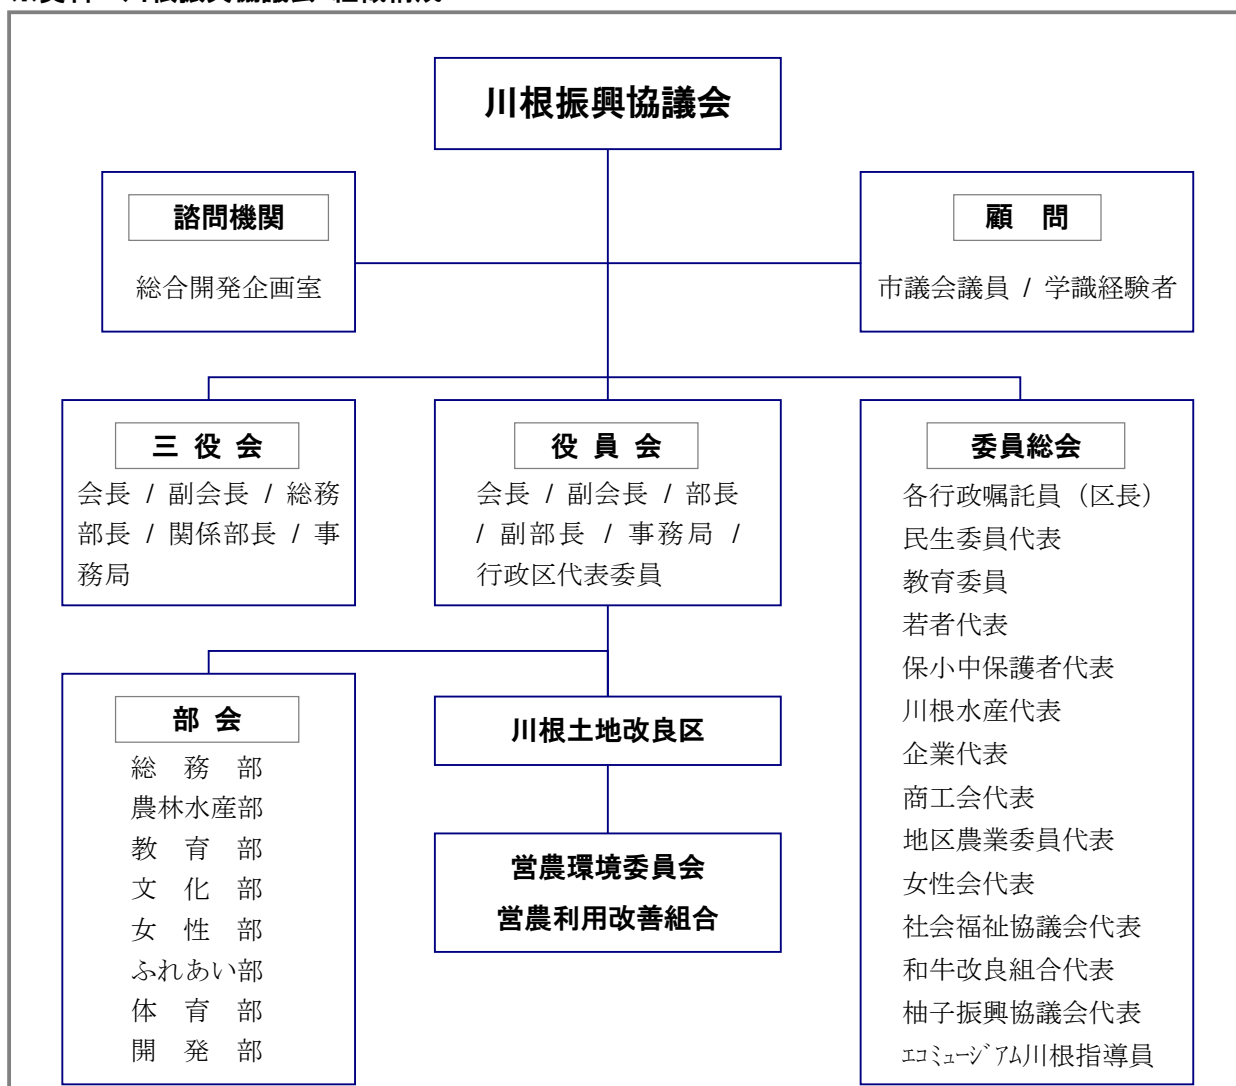 川根振興協議会
諮問機関
総合開発企画室
顧 問
市議会議員 / 学識経験者
三 役 会
会長 / 副会長 / 総務
部長 / 関係部長 / 事
務局
役 員 会
会長 / 副会長 / 部長
/ 副部長 / 事務局 /
行政区代表委員
委員総会
各行政嘱託員（区長）
民生委員代表
教育委員
若者代表
保小中保護者代表
川根水産代表
企業代表
商工会代表
地区農業委員代表
女性会代表
社会福祉協議会代表
和牛改良組合代表
柚子振興協議会代表
ｴｺﾐｭｰｼﾞｱﾑ川根指導員
部 会
総 務 部
農林水産部
教 育 部
文 化 部
女 性 部
ふれあい部
体 育 部
開 発 部
川根土地改良区
営農環境委員会
営農利用改善組合